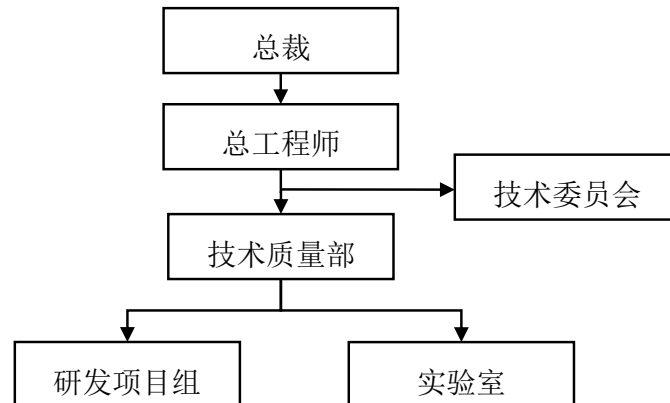 总裁
总工程师
技术委员会
技术质量部
研发项目组
实验室